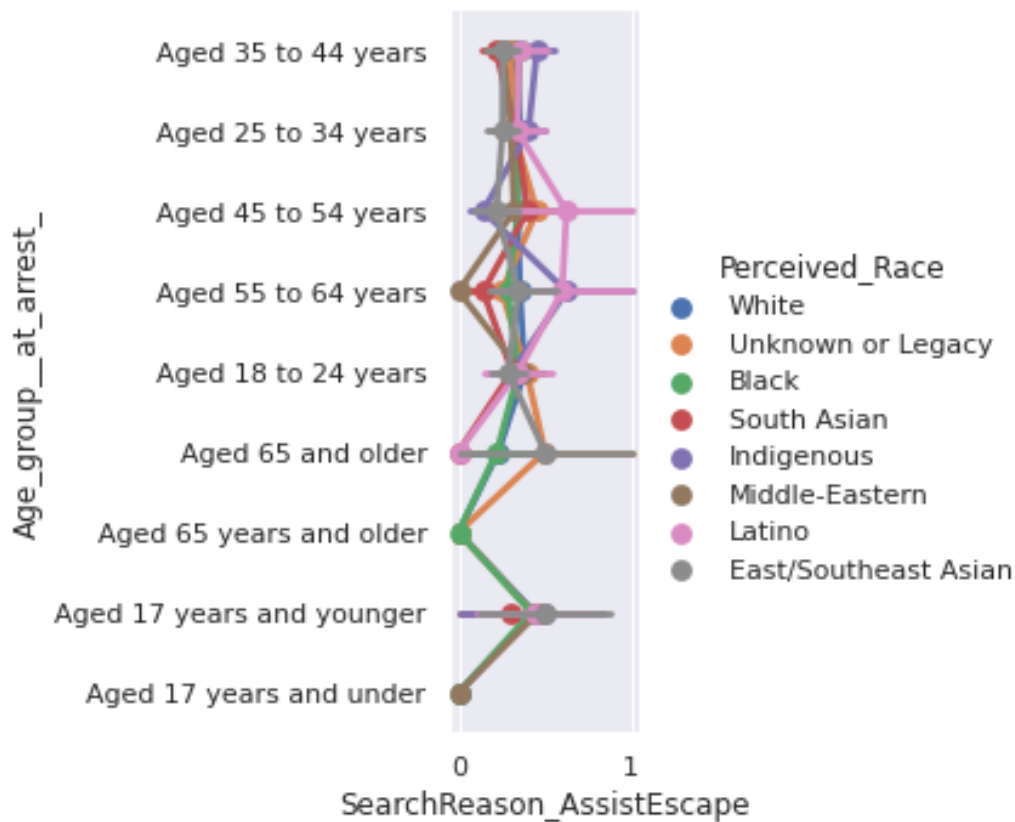 Age_group__at_arrest_
Aged 35 to 44 years
Aged 25 to 34 years
Aged 45 to 54 years
Aged 55 to 64 years
Aged 18 to 24 years
Aged 65 and older
Aged 65 years and older
Aged 17 years and younger
Aged 17 years and under
0 1
SearchReason_AssistEscape
Perceived_Race
White
Unknown or Legacy
Black
South Asian
Indigenous
Middle-Eastern
Latino
East/Southeast Asian